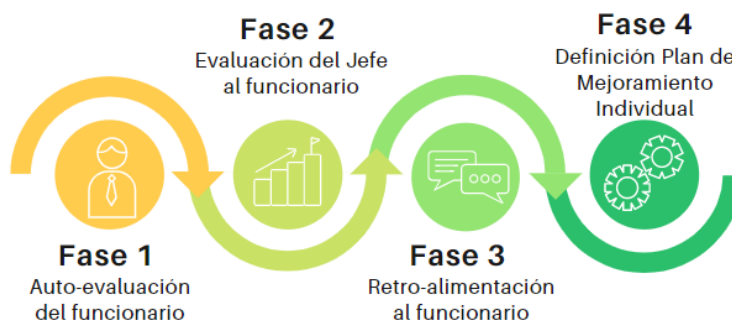 Fase 1
Auto-evaluación
del funcionario
Fase 2
Evaluación del Jefe
al funcionario
Fase 3
Retro-alimentación
al funcionario
Fase 4
Definición Plan de
Mejoramiento
Individual